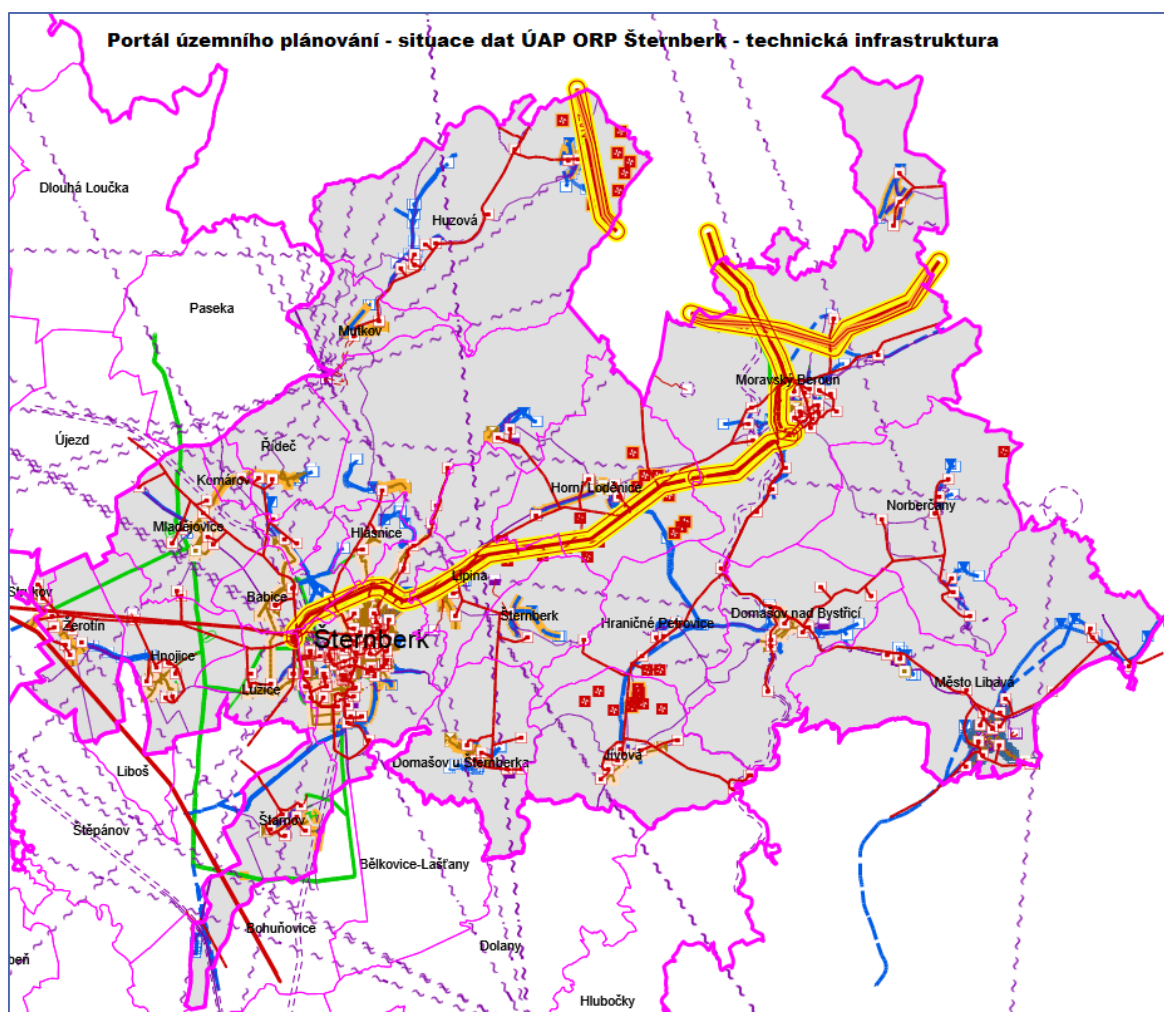 Portál územního plánování - situace dat ÚAP ORP Šternberk - technická infrastruktura
Dlouhá Loučka
Huzová
Paseka
Mutkov
Moravský Beroun
Újezd
Řídeč
Komárov
Horní Loděnice
Norberčany
Mladějovice
Hlásnice
Lipina
Babice
Šternberk
Domašov nad Bystřicí
Žerotín
Šternberk
Hraničné Petrovice
Hnojice
Lužice
Město Libavá
Liboš
Domašov u Šternberka
Jívová
Štěpánov
Štarnov
Bělkovice-Lašťany
Bohuňovice
Dolany
beň
Hlubočky